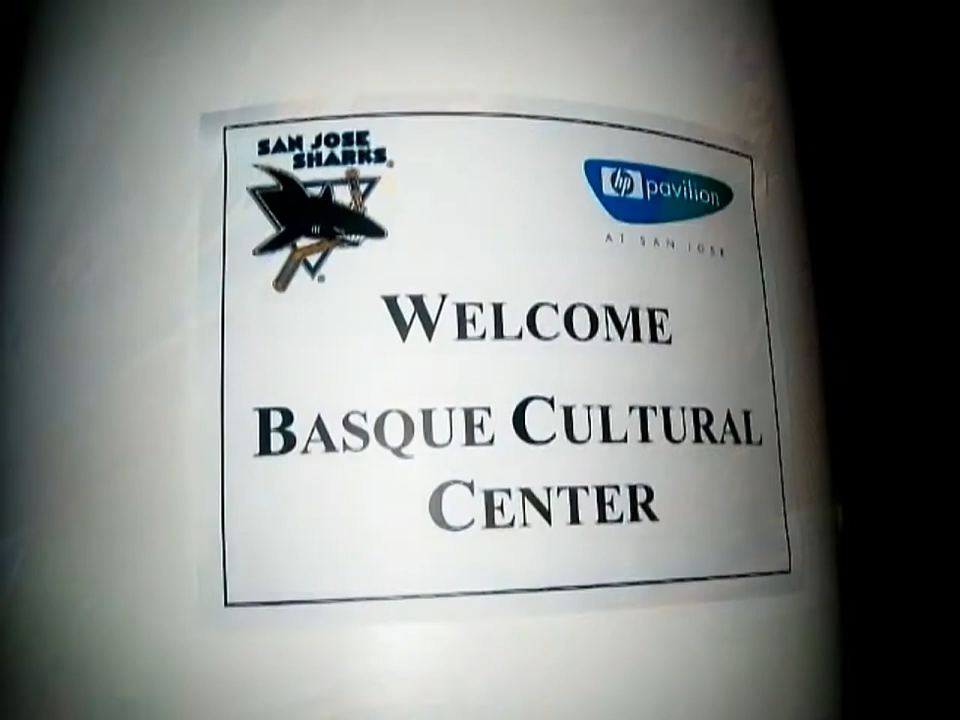 SAN JOSE
SHARKS
hp pavilion
AT SAN JOSE
WELCOME
BASQUE CULTURAL
CENTER